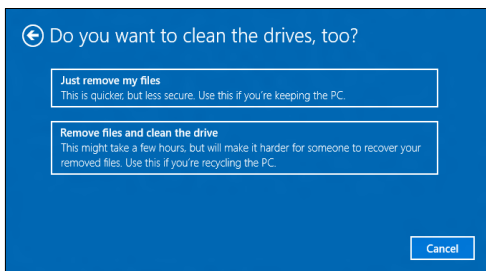 Do you want to clean the drives, too?
Just remove my files
This is quicker, but less secure. Use this if you're keeping the PC.
Remove files and clean the drive
This might take a few hours, but will make it harder for someone to recover your
removed files. Use this if you're recycling the PC.
Cancel